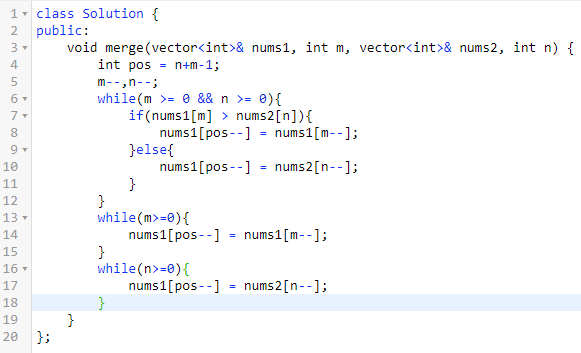 1 class Solution {
2 public:
3     void merge(vector<int>& nums1, int m, vector<int>& nums2, int n) {
4         int pos = n+m-1;
5         m--,n--;
6         while(m >= 0 && n >= 0){
7             if(nums1[m] > nums2[n]){
8                 nums1[pos--] = nums1[m--];
9             }else{
10                 nums1[pos--] = nums2[n--];
11             }
12         }
13         while(m>=0){
14             nums1[pos--] = nums1[m--];
15         }
16         while(n>=0){
17             nums1[pos--] = nums2[n--];
18         }
19     }
20 };